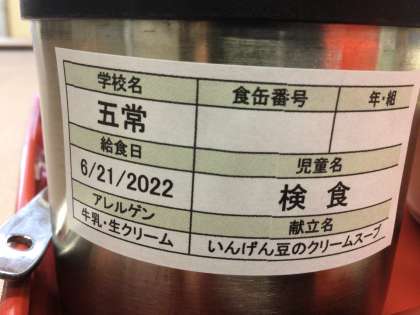 学校名 食缶番号 年・組
五常
給食日 児童名
6/21/2022 検 食
アレルゲン 献立名
牛乳・生クリーム いんげん豆のクリームスープ